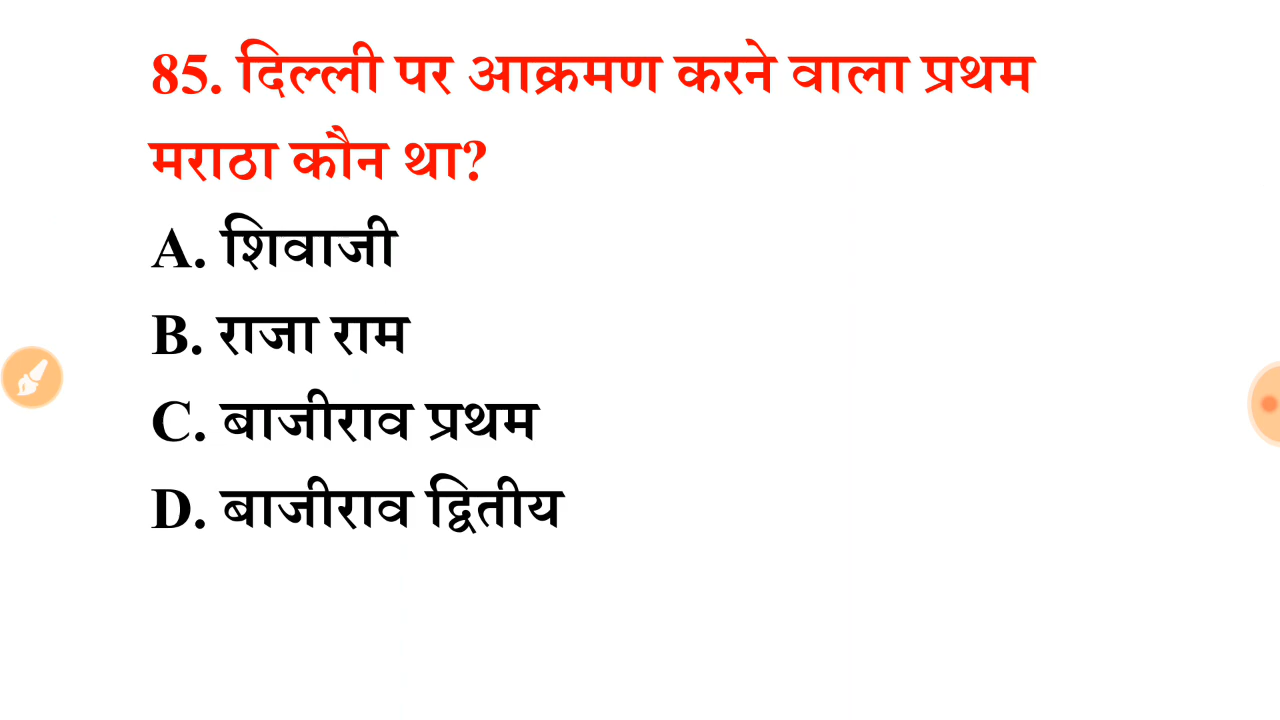 85. दिल्ली पर आक्रमण करने वाला प्रथम
मराठा कौन था?
A. शिवाजी
B. राजा राम
C. बाजीराव प्रथम
D. बाजीराव द्वितीय